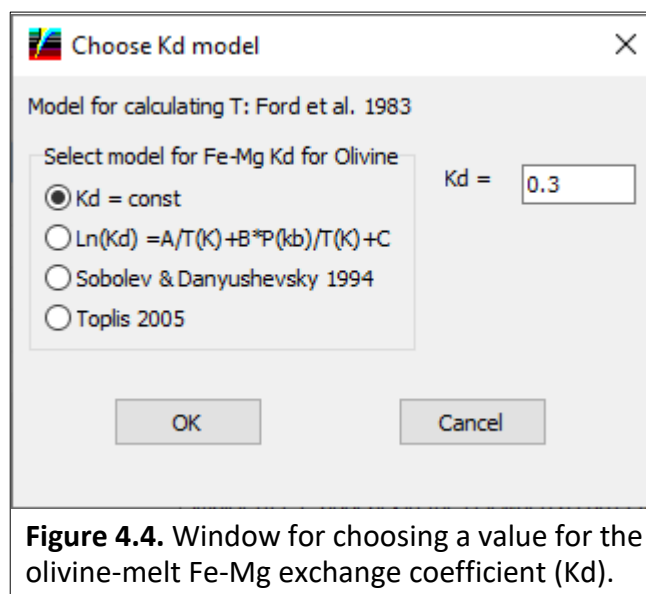 Choose Kd model
Model for calculating T: Ford et al. 1983
Select model for Fe-Mg Kd for Olivine
Kd = const
Ln(Kd) =A/T(K)+B*P(kb)/T(K)+C
Sobolev & Danyushevsky 1994
Toplis 2005
Kd =
0.3
OK
Cancel
Figure 4.4. Window for choosing a value for the
olivine-melt Fe-Mg exchange coefficient (Kd).